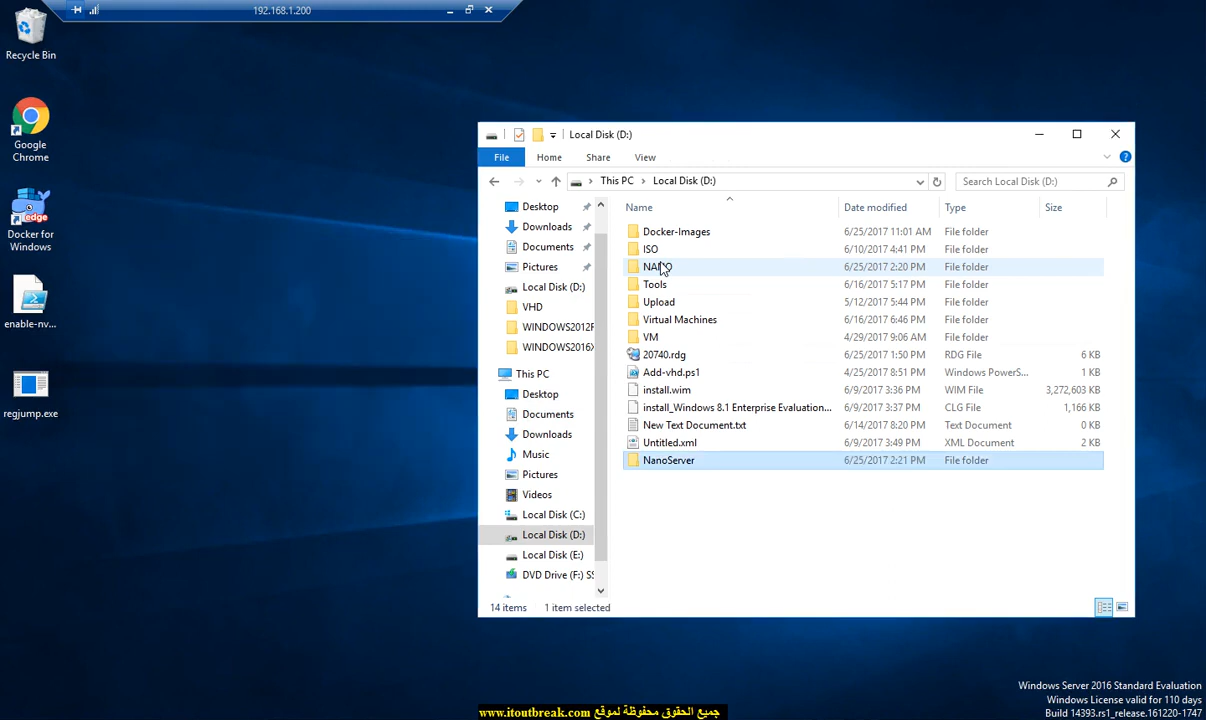 192.168.1.200
Recycle Bin
Google
Chrome
edge
Docker for
Windows
enable-nv...
regjump.exe
Local Disk (D:)
File Home Share View
This PC Local Disk (D:) Search Local Disk (D:)
Desktop
Downloads
Documents
Pictures
Local Disk (D:)
VHD
WINDOWS2012R
WINDOWS2016X
This PC
Desktop
Documents
Downloads
Music
Pictures
Videos
Local Disk (C:)
Local Disk (D:)
Local Disk (E:)
DVD Drive (F:) SS
Name Date modified Type Size
Docker-Images 6/25/2017 11:01 AM File folder
ISO 6/10/2017 4:41 PM File folder
6/25/2017 2:20 PM File folder
Tools 6/16/2017 5:17 PM File folder
Upload 5/12/2017 5:44 PM File folder
Virtual Machines 6/16/2017 6:46 PM File folder
VM 4/29/2017 9:06 AM File folder
20740.rdg 6/25/2017 1:50 PM RDG File 6 KB
Add-vhd.ps1 4/25/2017 8:51 PM Windows PowerS... 2 KB
install.wim 6/9/2017 3:36 PM WIM File 3,272,603 KB
install_Windows 8.1 Enterprise Evaluation... 6/9/2017 3:37 PM CLG File 1,166 KB
New Text Document.txt 6/14/2017 8:20 PM Text Document 0 KB
Untitled.xml 6/9/2017 3:49 PM XML Document 2 KB
NanoServer 6/25/2017 2:21 PM File folder
14 items 1 item selected
Windows Server 2016 Standard Evaluation
Windows License valid for 110 days
Build 14393.rs1_release.161220-1747
جميع الحقوق محفوظة لموقع www.itoutbreak.com